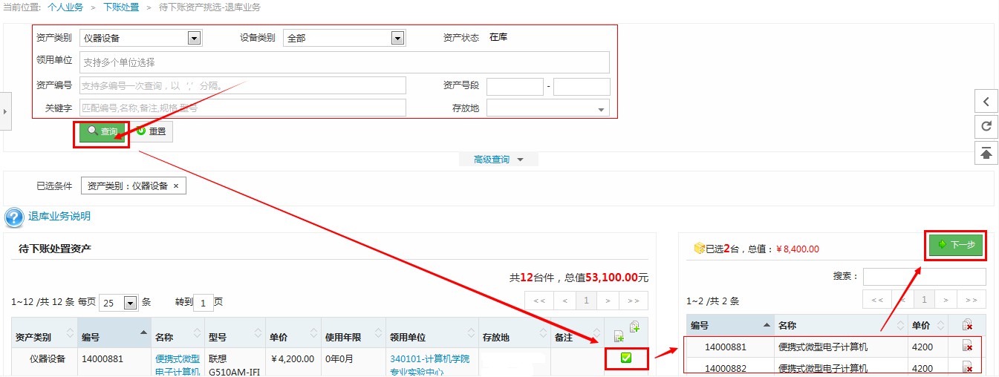 当前位置: 个人业务 > 下账处置 > 待下账资产挑选-退库业务
资产类别 仪器设备 设备类别 全部 资产状态 在库
领用单位 支持多个单位选择
资产编号 支持多编号一次查询，以 ‘,’ 分隔。 资产号段 -
关键字 匹配编号,名称,备注,规格,型号 存放地
查询 重置
高级查询
已选条件 资产类别：仪器设备 ×
退库业务说明
待下账处置资产
共12台件，总值53,100.00元
1~12 /共 12 条 每页 25 条 转到 1 页 << < 1 > >>
资产类别 编号 名称 型号 单价 使用年限 领用单位 存放地 备注
仪器设备 14000881 便携式微型 联想 ￥4,200.00 0年0月 340101-计算机学院
电子计算机 G510AM-IFI 专业实验中心
已选2台，总值：￥8,400.00 下一步
搜索：
1~2 /共 2 条 << < 1 > >>
编号 名称 单价
14000881 便携式微型电子计算机 4200
14000882 便携式微型电子计算机 4200